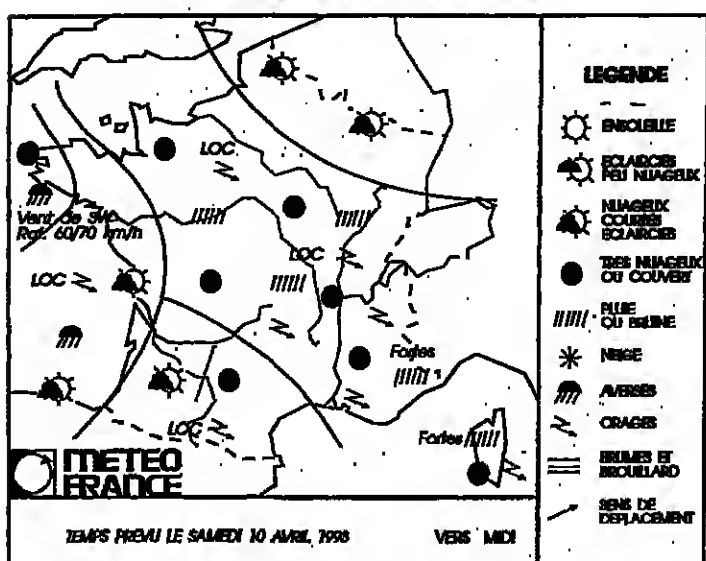 LOC
Vent de SW
Raf. 60/70 km/h
LOC
LOC
Fortes
LOC
Fortes
METEO
FRANCE
TEMPS PREVU LE SAMEDI 10 AVRIL 1993 VERS MIDI
LEGENDE
ENSOLEILLE
ECLAIRCIES
PEU NUAGEUX
NUAGEUX
COURTES
ECLAIRCIES
TRES NUAGEUX
OU COUVERT
PLUIE
OU BRUINE
NEIGE
AVERSES
ORAGES
BRUMES ET
BROUILLARD
SENS DE
DEPLACEMENT